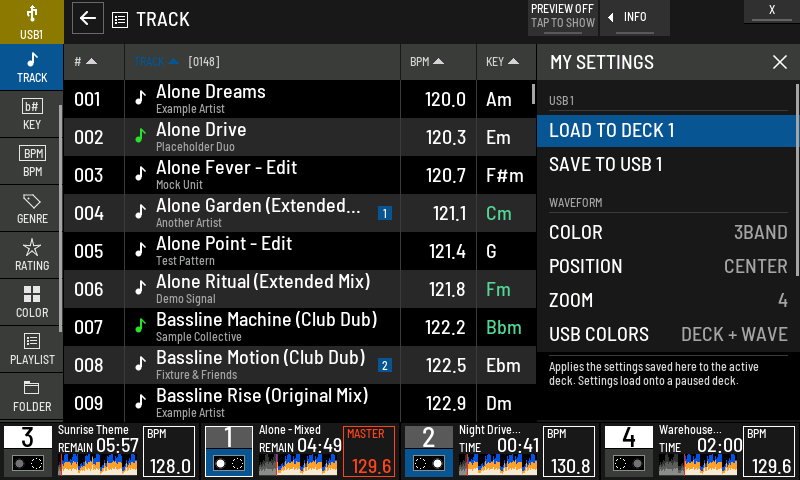 USB1
TRACK
PREVIEW OFF
TAP TO SHOW
INFO
X
TRACK
KEY
BPM
BPM
GENRE
RATING
COLOR
PLAYLIST
FOLDER
b#
# TRACK [0148] BPM KEY
001 Alone Dreams 120.0 Am
Example Artist
002 Alone Drive 120.3 Em
Placeholder Duo
003 Alone Fever - Edit 120.7 F#m
Mock Unit
004 Alone Garden (Extended... 1 121.1 Cm
Another Artist
005 Alone Point - Edit 121.4 G
Test Pattern
006 Alone Ritual (Extended Mix) 121.8 Fm
Demo Signal
007 Bassline Machine (Club Dub) 122.2 Bbm
Sample Collective
008 Bassline Motion (Club Dub) 2 122.5 Ebm
Fixture & Friends
009 Bassline Rise (Original Mix) 122.9 Dm
Example Artist
MY SETTINGS
USB 1
LOAD TO DECK 1
SAVE TO USB 1
WAVEFORM
COLOR 3BAND
POSITION CENTER
ZOOM 4
USB COLORS DECK + WAVE
Applies the settings saved here to the active
deck. Settings load onto a paused deck.
3 Sunrise Theme
REMAIN 05:57
BPM
128.0
1 Alone - Mixed
REMAIN 04:49
MASTER
129.6
2 Night Drive...
TIME 00:41
BPM
130.8
4 Warehouse...
TIME 02:00
BPM
129.6